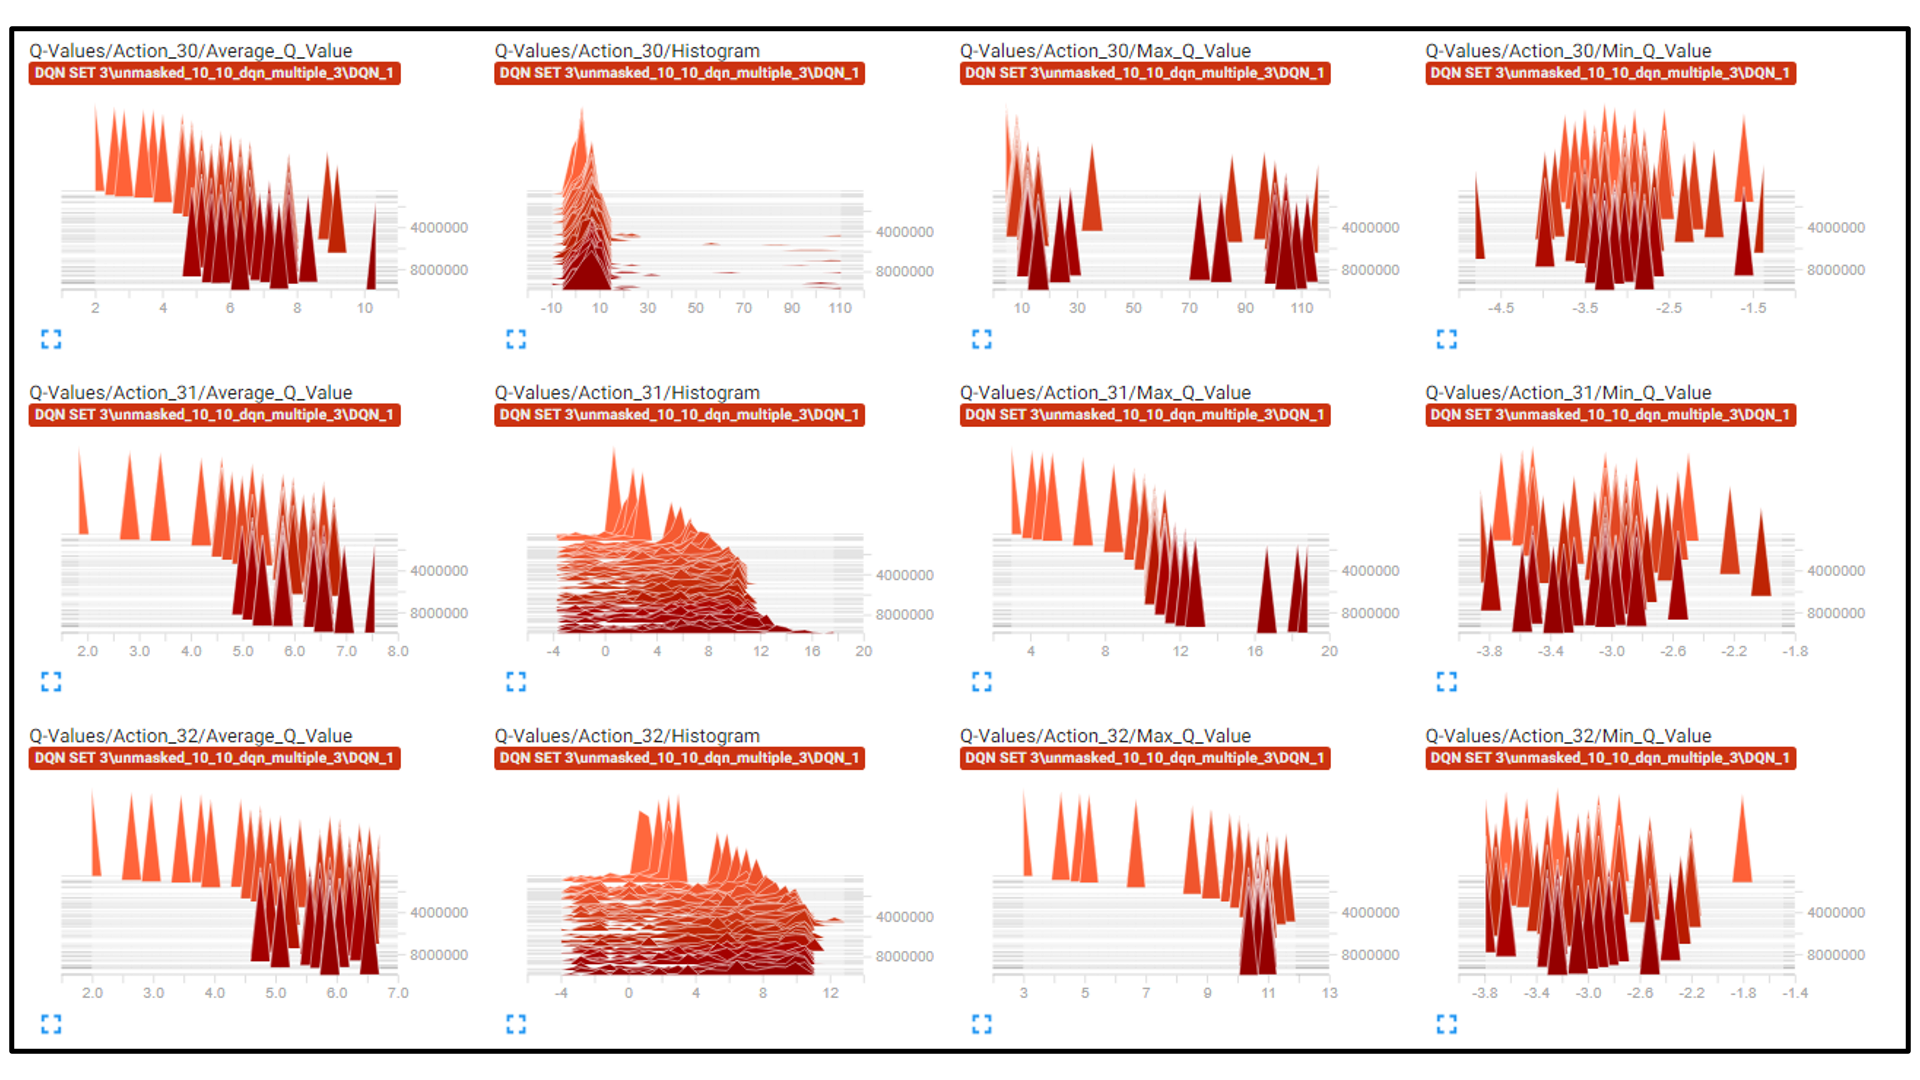 Q-Values/Action_30/Average_Q_Value
DQN SET 3\unmasked_10_10_dqn_multiple_3\DQN_1
4000000
8000000
2 4 6 8 10
Q-Values/Action_30/Histogram
DQN SET 3\unmasked_10_10_dqn_multiple_3\DQN_1
4000000
8000000
-10 10 30 50 70 90 110
Q-Values/Action_30/Max_Q_Value
DQN SET 3\unmasked_10_10_dqn_multiple_3\DQN_1
4000000
8000000
10 30 50 70 90 110
Q-Values/Action_30/Min_Q_Value
DQN SET 3\unmasked_10_10_dqn_multiple_3\DQN_1
4000000
8000000
-4.5 -3.5 -2.5 -1.5
Q-Values/Action_31/Average_Q_Value
DQN SET 3\unmasked_10_10_dqn_multiple_3\DQN_1
4000000
8000000
2.0 3.0 4.0 5.0 6.0 7.0 8.0
Q-Values/Action_31/Histogram
DQN SET 3\unmasked_10_10_dqn_multiple_3\DQN_1
4000000
8000000
-4 0 4 8 12 16 20
Q-Values/Action_31/Max_Q_Value
DQN SET 3\unmasked_10_10_dqn_multiple_3\DQN_1
4000000
8000000
4 8 12 16 20
Q-Values/Action_31/Min_Q_Value
DQN SET 3\unmasked_10_10_dqn_multiple_3\DQN_1
4000000
8000000
-3.8 -3.4 -3.0 -2.6 -2.2 -1.8
Q-Values/Action_32/Average_Q_Value
DQN SET 3\unmasked_10_10_dqn_multiple_3\DQN_1
4000000
8000000
2.0 3.0 4.0 5.0 6.0 7.0
Q-Values/Action_32/Histogram
DQN SET 3\unmasked_10_10_dqn_multiple_3\DQN_1
4000000
8000000
-4 0 4 8 12
Q-Values/Action_32/Max_Q_Value
DQN SET 3\unmasked_10_10_dqn_multiple_3\DQN_1
4000000
8000000
3 5 7 9 11 13
Q-Values/Action_32/Min_Q_Value
DQN SET 3\unmasked_10_10_dqn_multiple_3\DQN_1
4000000
8000000
-3.8 -3.4 -3.0 -2.6 -2.2 -1.8 -1.4